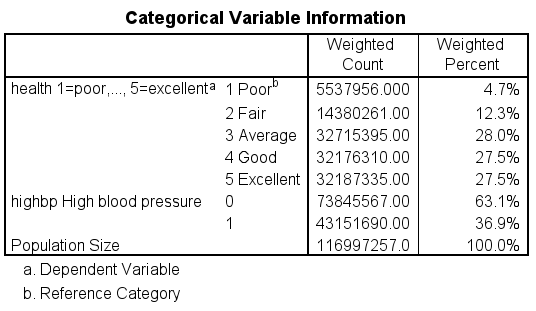 Categorical Variable Information
Weighted Count Weighted Percent
health 1=poor,..., 5=excellentᵃ 1 Poorᵇ 5537956.000 4.7%
2 Fair 14380261.00 12.3%
3 Average 32715395.00 28.0%
4 Good 32176310.00 27.5%
5 Excellent 32187335.00 27.5%
highbp High blood pressure 0 73845567.00 63.1%
1 43151690.00 36.9%
Population Size 116997257.0 100.0%
a. Dependent Variable
b. Reference Category